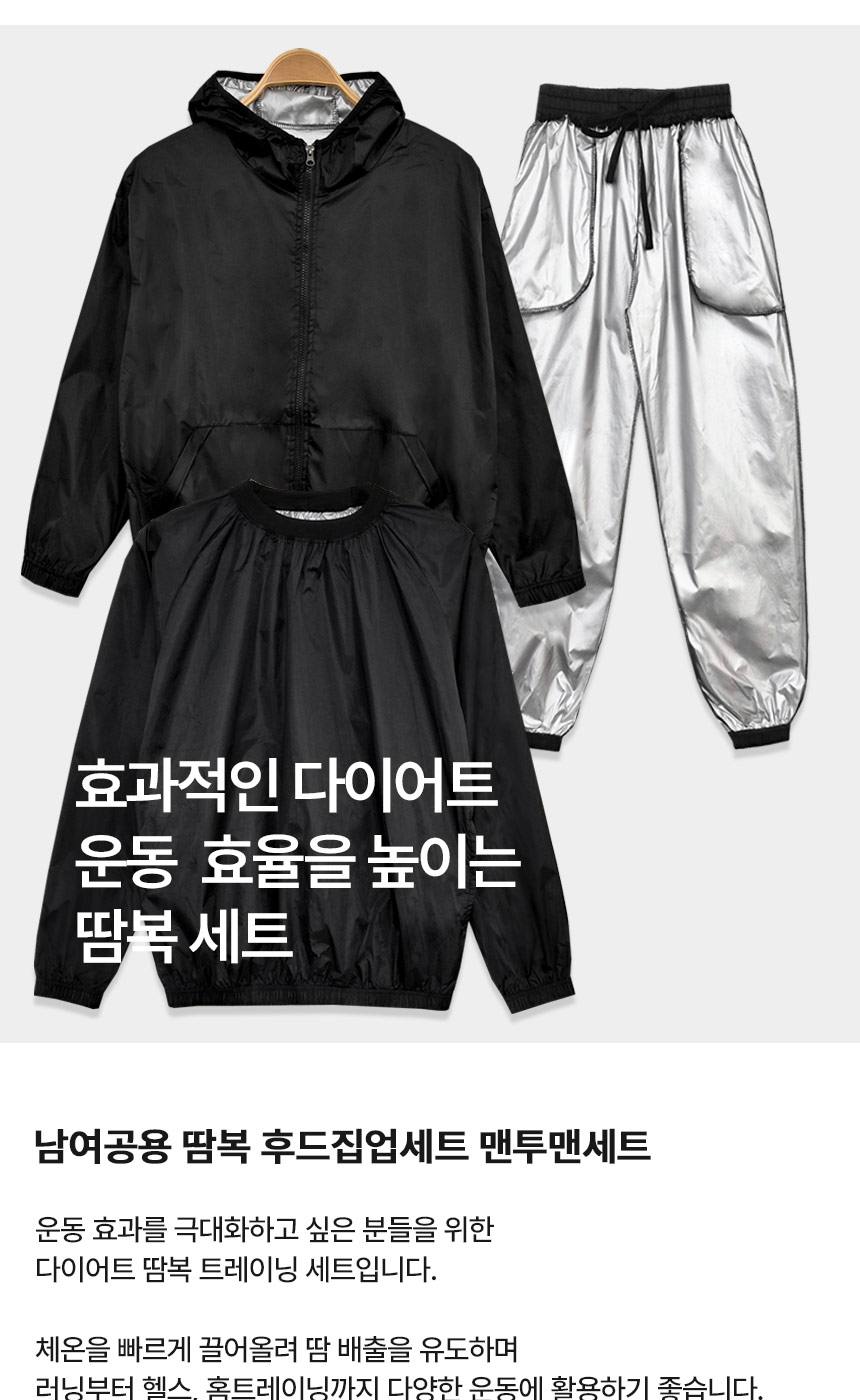 효과적인 다이어트
운동 효율을 높이는
땀복 세트
남여공용 땀복 후드집업세트 맨투맨세트
운동 효과를 극대화하고 싶은 분들을 위한
다이어트 땀복 트레이닝 세트입니다.
체온을 빠르게 끌어올려 땀 배출을 유도하며
러닝부터 헬스, 홈트레이닝까지 다양한 운동에 활용하기 좋습니다.